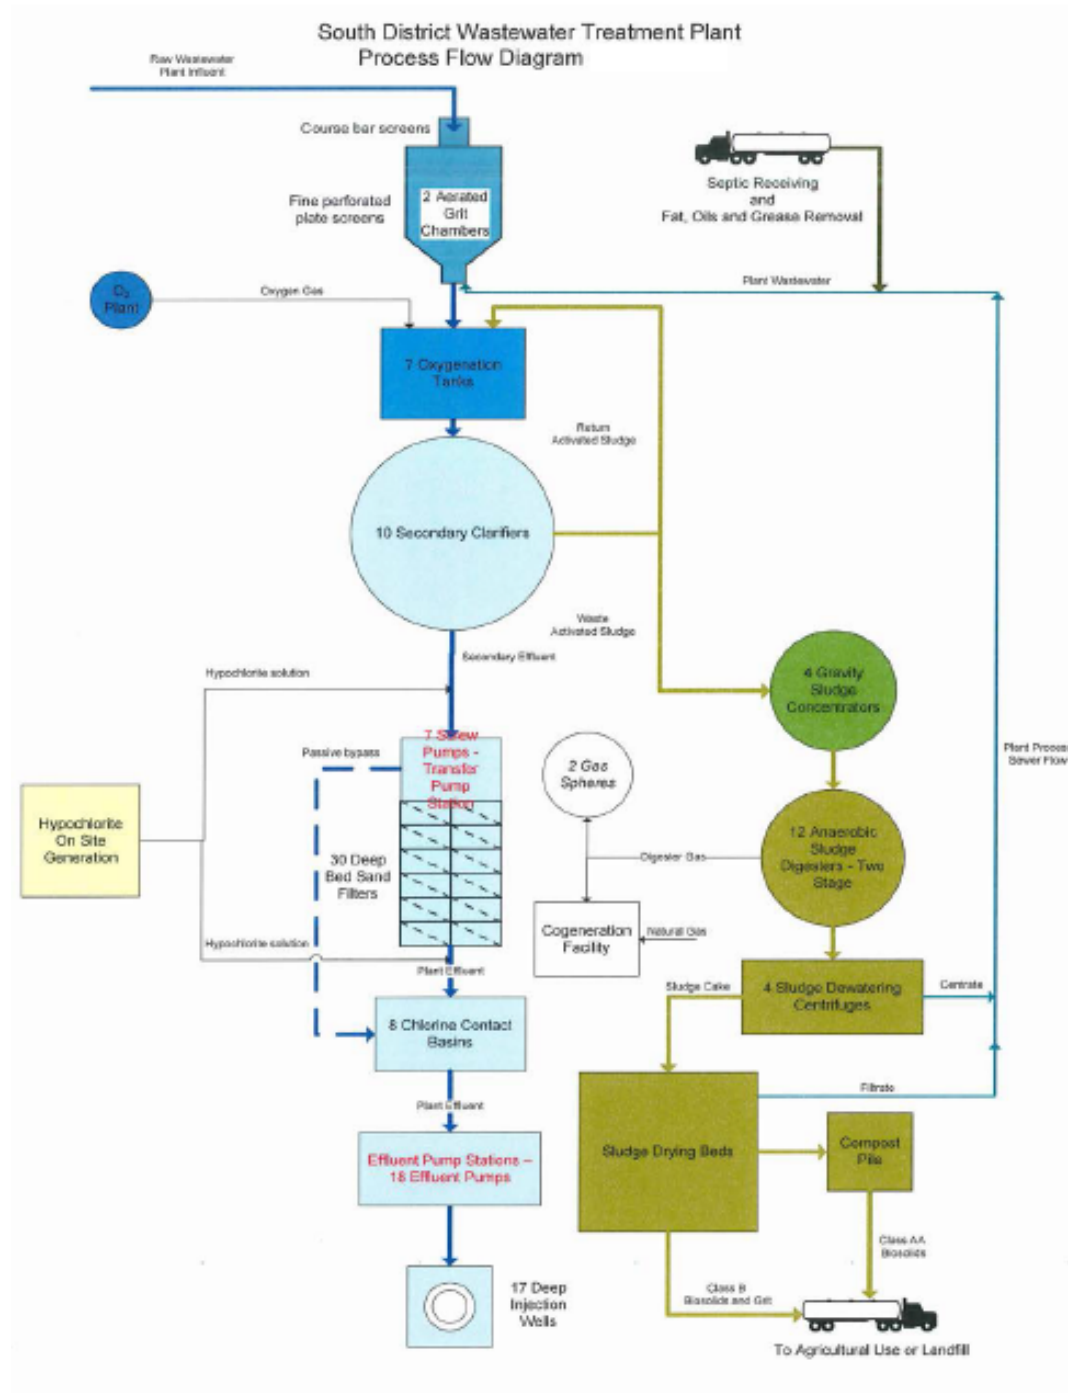 South District Wastewater Treatment Plant
Process Flow Diagram
Raw Wastewater
Plant Influent
Course bar screens
Fine perforated
plate screens
2 Aerated
Grit
Chambers
Septic Receiving
and
Fat, Oils and Grease Removal
O2
Plant
Oxygen Gas
Plant Wastewater
7 Oxygenation
Tanks
Return
Activated Sludge
10 Secondary Clarifiers
Waste
Activated Sludge
Secondary Effluent
Hypochlorite solution
4 Gravity
Sludge
Concentrators
7 Screw
Pumps -
Transfer
Pump
Station
Passive bypass
2 Gas
Spheres
Plant Process
Sewer Flow
Hypochlorite
On Site
Generation
30 Deep
Bed Sand
Filters
12 Anaerobic
Sludge
Digesters - Two
Stage
Digester Gas
Cogeneration
Facility
Natural Gas
Hypochlorite solution
Plant Effluent
Sludge Cake
4 Sludge Dewatering
Centrifuges
Centrate
8 Chlorine Contact
Basins
Filtrate
Plant Effluent
Sludge Drying Beds
Compost
Pile
Effluent Pump Stations –
18 Effluent Pumps
Class AA
Biosolids
17 Deep
Injection
Wells
Class B
Biosolids and Grit
To Agricultural Use or Landfill